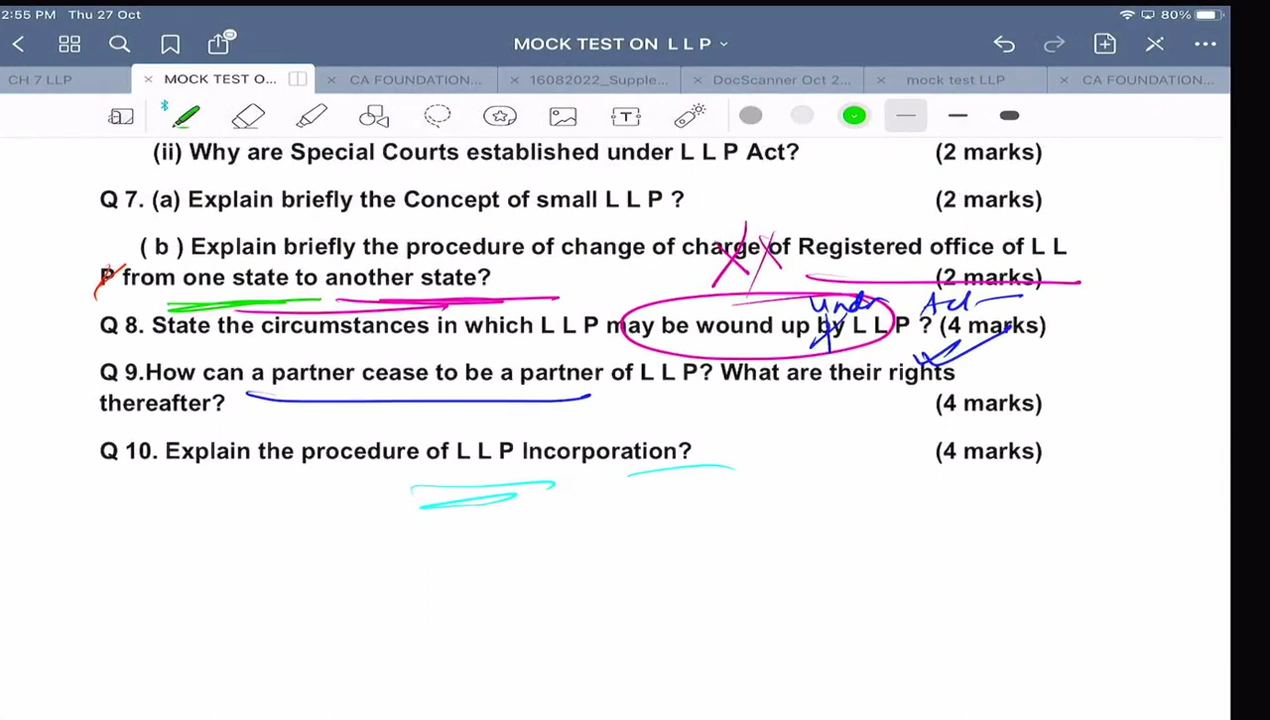 2:55 PM Thu 27 Oct
80%
MOCK TEST ON L L P
CH 7 LLP
MOCK TEST O...
CA FOUNDATION...
16082022_Supple...
DocScanner Oct 2...
mock test LLP
CA FOUNDATION...
(ii) Why are Special Courts established under L L P Act? (2 marks)
Q 7. (a) Explain briefly the Concept of small L L P ? (2 marks)
( b ) Explain briefly the procedure of change of charge of Registered office of L L
P from one state to another state? (2 marks)
Under Act
Q 8. State the circumstances in which L L P may be wound up by L L P ? (4 marks)
Q 9.How can a partner cease to be a partner of L L P? What are their rights
thereafter? (4 marks)
Q 10. Explain the procedure of L L P Incorporation? (4 marks)